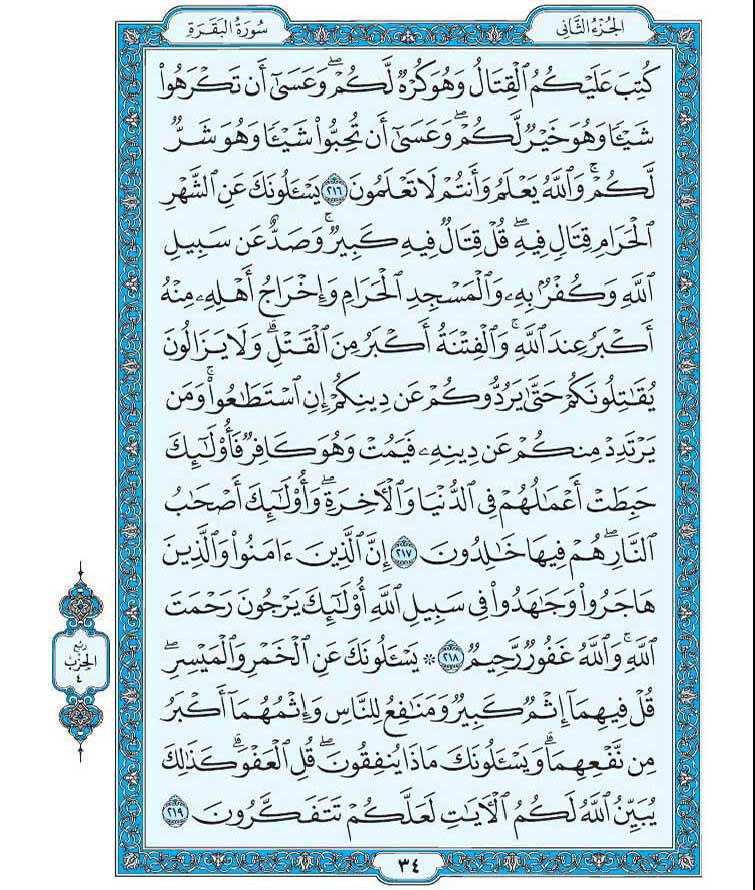 الجُزْءُ الثَّانِي
سُورَةُ البَقَرَةِ
كُتِبَ عَلَيْكُمُ ٱلْقِتَالُ وَهُوَ كُرْهٌ لَّكُمْ ۖ وَعَسَىٰٓ أَن تَكْرَهُوا۟
شَيْـًٔا وَهُوَ خَيْرٌ لَّكُمْ ۖ وَعَسَىٰٓ أَن تُحِبُّوا۟ شَيْـًٔا وَهُوَ شَرٌّ
لَّكُمْ ۗ وَٱللَّهُ يَعْلَمُ وَأَنتُمْ لَا تَعْلَمُونَ ٢١٦ يَسْـَٔلُونَكَ عَنِ ٱلشَّهْرِ
ٱلْحَرَامِ قِتَالٍ فِيهِ ۖ قُلْ قِتَالٌ فِيهِ كَبِيرٌ ۚ وَصَدٌّ عَن سَبِيلِ
ٱللَّهِ وَكُفْرٌۢ بِهِۦ وَٱلْمَسْجِدِ ٱلْحَرَامِ وَإِخْرَاجُ أَهْلِهِۦ مِنْهُ
أَكْبَرُ عِندَ ٱللَّهِ ۚ وَٱلْفِتْنَةُ أَكْبَرُ مِنَ ٱلْقَتْلِ ۗ وَلَا يَزَالُونَ
يُقَـٰتِلُونَكُمْ حَتَّىٰ يَرُدُّوكُمْ عَن دِينِكُمْ إِنِ ٱسْتَطَـٰعُوا۟ ۚ وَمَن
يَرْتَدِدْ مِنكُمْ عَن دِينِهِۦ فَيَمُتْ وَهُوَ كَافِرٌ فَأُو۟لَـٰٓئِكَ
حَبِطَتْ أَعْمَـٰلُهُمْ فِى ٱلدُّنْيَا وَٱلْـَٔاخِرَةِ ۖ وَأُو۟لَـٰٓئِكَ أَصْحَـٰبُ
ٱلنَّارِ ۖ هُمْ فِيهَا خَـٰلِدُونَ ٢١٧ إِنَّ ٱلَّذِينَ ءَامَنُوا۟ وَٱلَّذِينَ
هَاجَرُوا۟ وَجَـٰهَدُوا۟ فِى سَبِيلِ ٱللَّهِ أُو۟لَـٰٓئِكَ يَرْجُونَ رَحْمَتَ
ٱللَّهِ ۚ وَٱللَّهُ غَفُورٌ رَّحِيمٌ ٢١٨ ۞ يَسْـَٔلُونَكَ عَنِ ٱلْخَمْرِ وَٱلْمَيْسِرِ ۖ
قُلْ فِيهِمَآ إِثْمٌ كَبِيرٌ وَمَنَـٰفِعُ لِلنَّاسِ وَإِثْمُهُمَآ أَكْبَرُ
مِن نَّفْعِهِمَا ۗ وَيَسْـَٔلُونَكَ مَاذَا يُنفِقُونَ ۖ قُلِ ٱلْعَفْوَ ۗ كَذَٰلِكَ
يُبَيِّنُ ٱللَّهُ لَكُمُ ٱلْـَٔايَـٰتِ لَعَلَّكُمْ تَتَفَكَّرُونَ ٢١٩
رُبْع
الحِزْب
٤
٣٤